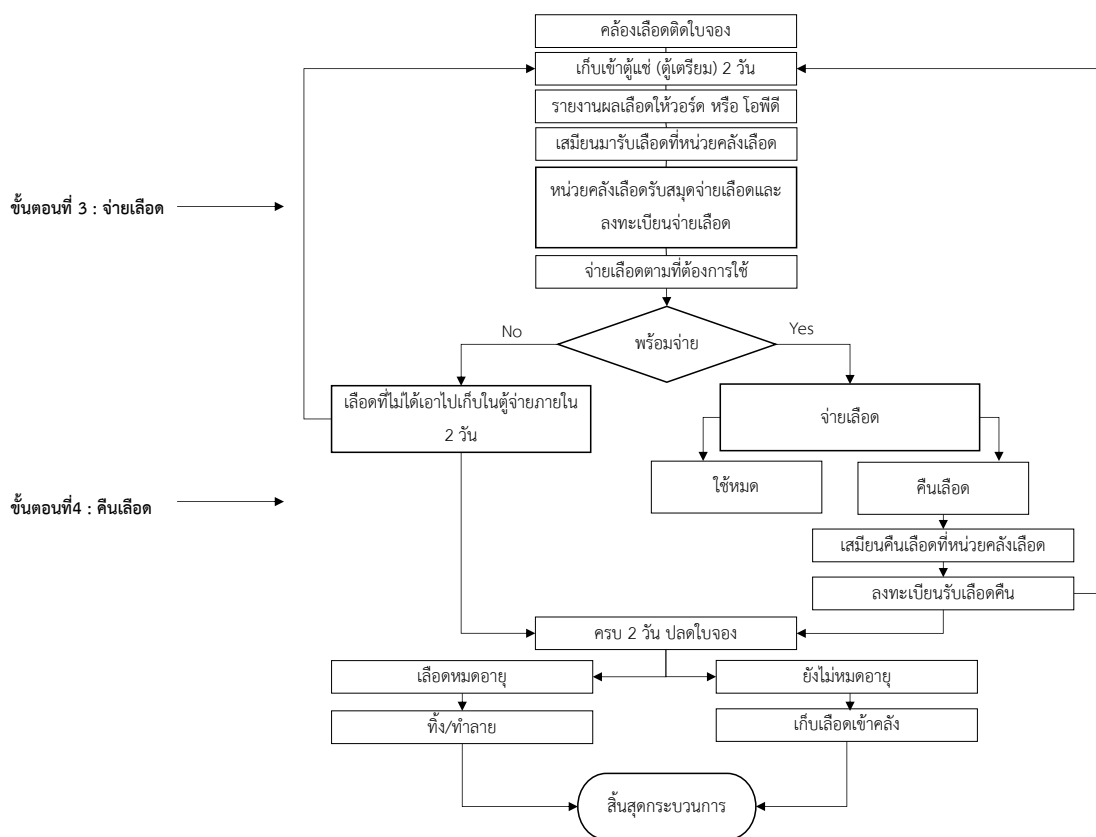 คล้องเลือดติดใบจอง
เก็บเข้าตู้แช่ (ตู้เตรียม) 2 วัน
รายงานผลเลือดให้วอร์ด หรือ โอพีดี
เสมียนมารับเลือดที่หน่วยคลังเลือด
หน่วยคลังเลือดรับสมุดจ่ายเลือดและ
ลงทะเบียนจ่ายเลือด
ขั้นตอนที่ 3 : จ่ายเลือด
จ่ายเลือดตามที่ต้องการใช้
No
พร้อมจ่าย
Yes
เลือดที่ไม่ได้เอาไปเก็บในตู้จ่ายภายใน
2 วัน
จ่ายเลือด
ใช้หมด
คืนเลือด
ขั้นตอนที่4 : คืนเลือด
เสมียนคืนเลือดที่หน่วยคลังเลือด
ลงทะเบียนรับเลือดคืน
ครบ 2 วัน ปลดใบจอง
เลือดหมดอายุ
ยังไม่หมดอายุ
ทิ้ง/ทำลาย
เก็บเลือดเข้าคลัง
สิ้นสุดกระบวนการ